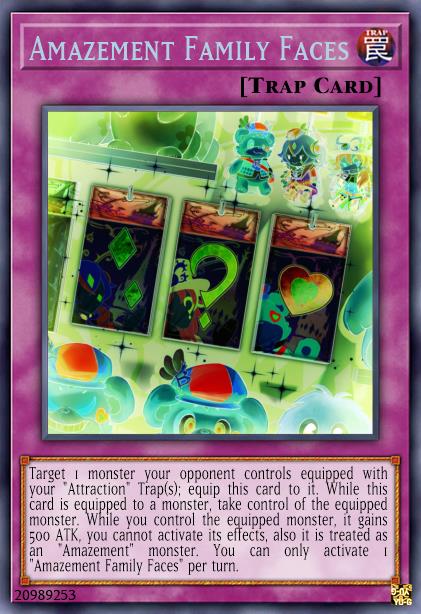 AMAZEMENT FAMILY FACES
TRAP
罠
[TRAP CARD]
Target 1 monster your opponent controls equipped with
your "Attraction" Trap(s); equip this card to it. While this
card is equipped to a monster, take control of the equipped
monster. While you control the equipped monster, it gains
500 ATK, you cannot activate its effects, also it is treated as
an "Amazement" monster. You can only activate 1
"Amazement Family Faces" per turn.
20989253